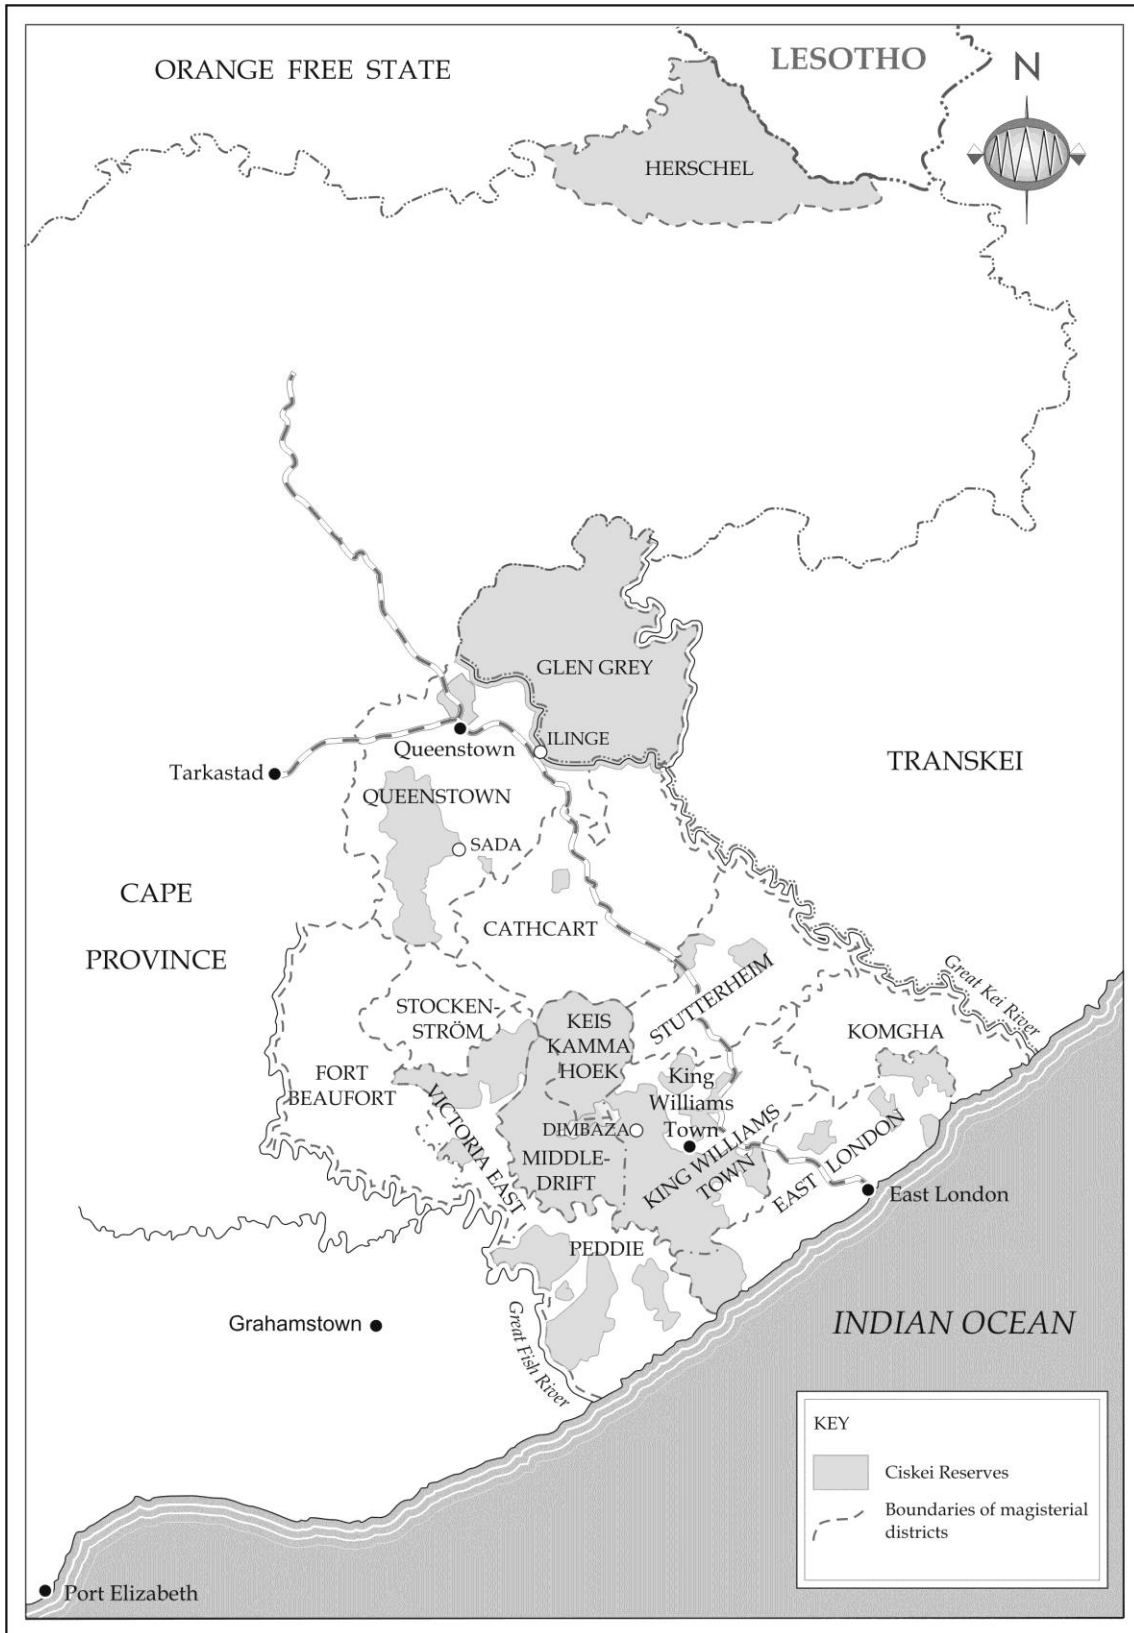 ORANGE FREE STATE
LESOTHO
N
HERSCHEL
GLEN GREY
ILINGE
Queenstown
TRANSKEI
Tarkastad
QUEENSTOWN
SADA
CAPE
PROVINCE
CATHCART
STUTTERHEIM
Great Kei River
STOCKEN-
STRÖM
KEIS
KAMMA
HOEK
KOMGHA
FORT
BEAUFORT
VICTORIA EAST
King
Williams
Town
DIMBAZA
MIDDLE-
DRIFT
KING WILLIAMS
TOWN
EAST LONDON
East London
PEDDIE
Grahamstown
Great Fish River
INDIAN OCEAN
KEY
Ciskei Reserves
Boundaries of magisterial
districts
Port Elizabeth